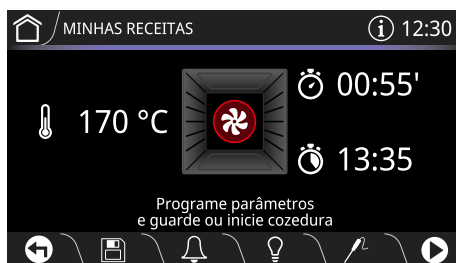 MINHAS RECEITAS
i 12:30
170 °C
00:55'
13:35
Programe parâmetros
e guarde ou inicie cozedura